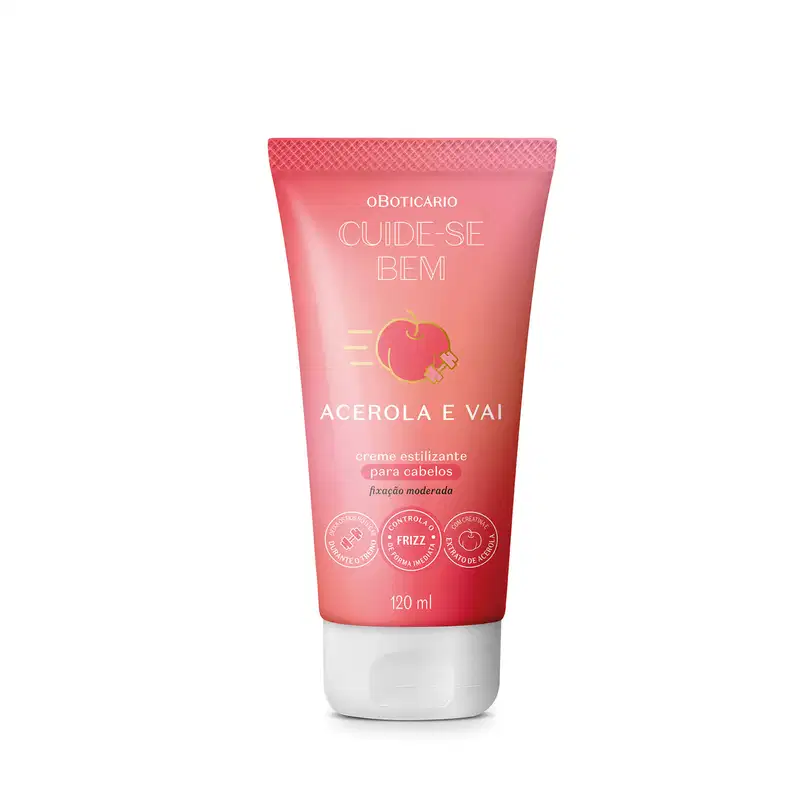 oBOTICÁRIO
CUIDE-SE
BEM
ACEROLA E VAI
creme estilizante
para cabelos
fixação moderada
DURANTE O TREINO
CONTROLA O
FRIZZ
DE FORMA IMEDIATA
COM CREATINA E
EXTRATO DE ACEROLA
120 ml